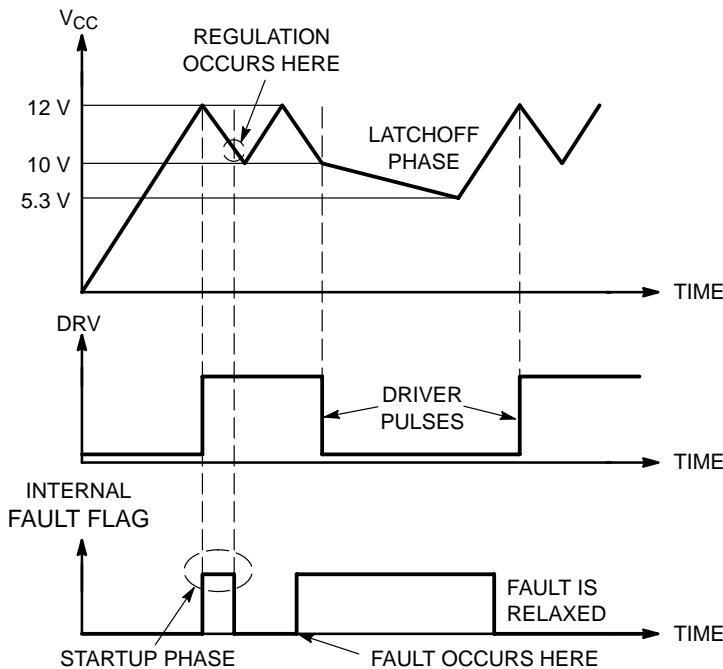 V_CC
REGULATION
OCCURS HERE
12 V
10 V
5.3 V
LATCHOFF
PHASE
TIME
DRV
DRIVER
PULSES
TIME
INTERNAL
FAULT FLAG
FAULT IS
RELAXED
TIME
STARTUP PHASE
FAULT OCCURS HERE